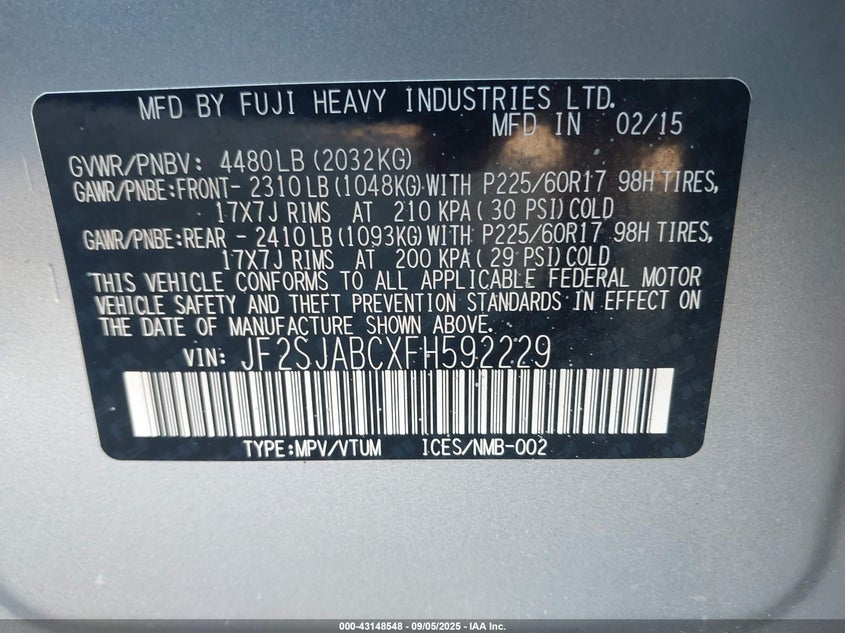 MFD BY FUJI HEAVY INDUSTRIES LTD.
MFD IN 02/15
GVWR/PNBV: 4480LB(2032KG)
GAWR/PNBE:FRONT- 2310LB(1048KG)WITH P225/60R17 98H TIRES,
17X7J RIMS AT 210 KPA( 30 PSI)COLD
GAWR/PNBE:REAR - 2410LB(1093KG)WITH P225/60R17 98H TIRES,
17X7J RIMS AT 200 KPA( 29 PSI)COLD
THIS VEHICLE CONFORMS TO ALL APPLICABLE FEDERAL MOTOR
VEHICLE SAFETY AND THEFT PREVENTION STANDARDS IN EFFECT ON
THE DATE OF MANUFACTURE SHOWN ABOVE.
VIN: JF2SJABCXFH592229
TYPE:MPV/VTUM ICES/NMB-002
000-43148548 - 09/05/2025 - IAA Inc.